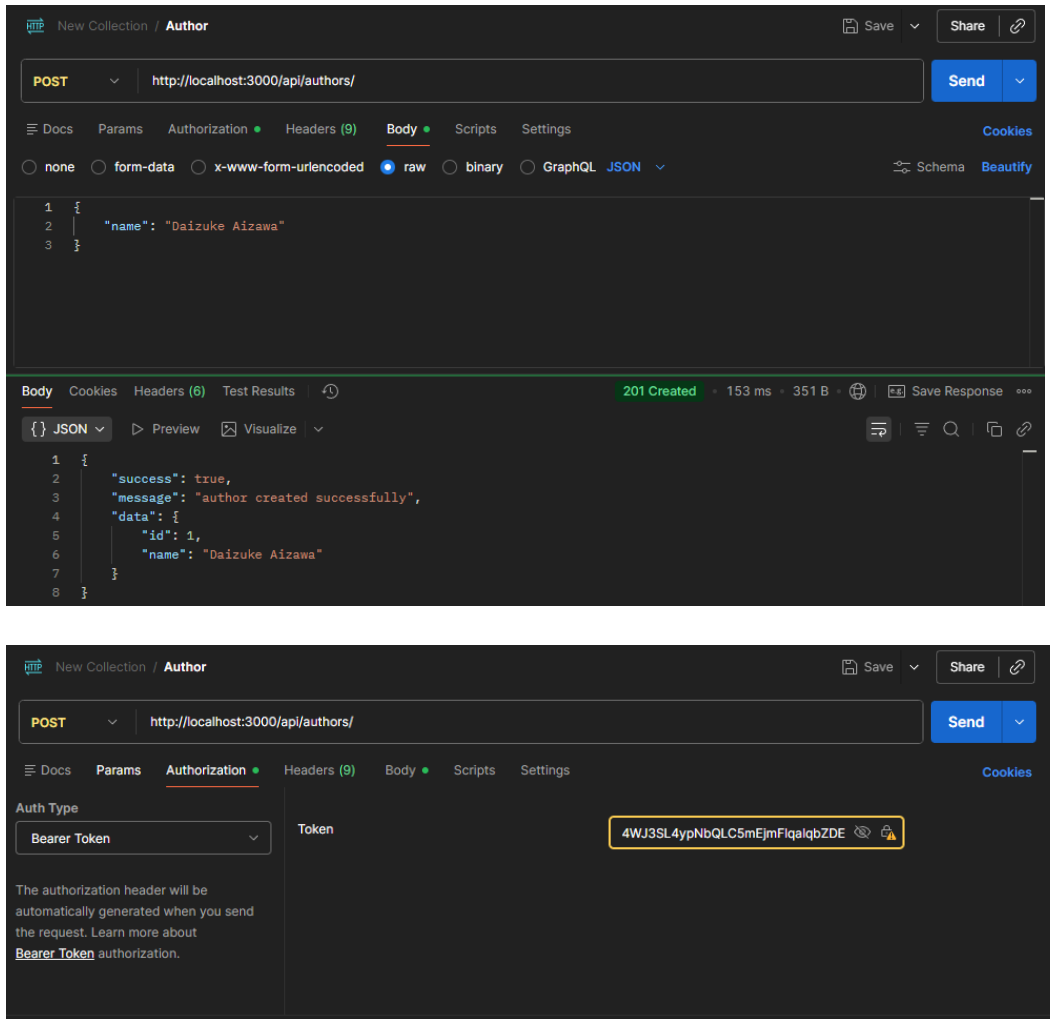 HTTP New Collection / Author Save Share
POST http://localhost:3000/api/authors/ Send
Docs Params Authorization Headers (9) Body Scripts Settings Cookies
none form-data x-www-form-urlencoded raw binary GraphQL JSON Schema Beautify
1 {
2 "name": "Daizuke Aizawa"
3 }
Body Cookies Headers (6) Test Results 201 Created 153 ms 351 B e.g. Save Response
{} JSON Preview Visualize
1 {
2 "success": true,
3 "message": "author created successfully",
4 "data": {
5 "id": 1,
6 "name": "Daizuke Aizawa"
7 }
8 }
HTTP New Collection / Author Save Share
POST http://localhost:3000/api/authors/ Send
Docs Params Authorization Headers (9) Body Scripts Settings Cookies
Auth Type
Bearer Token
Token 4WJ3SL4ypNbQLC5mEjmFlqalqbZDE
The authorization header will be
automatically generated when you send
the request. Learn more about
Bearer Token authorization.